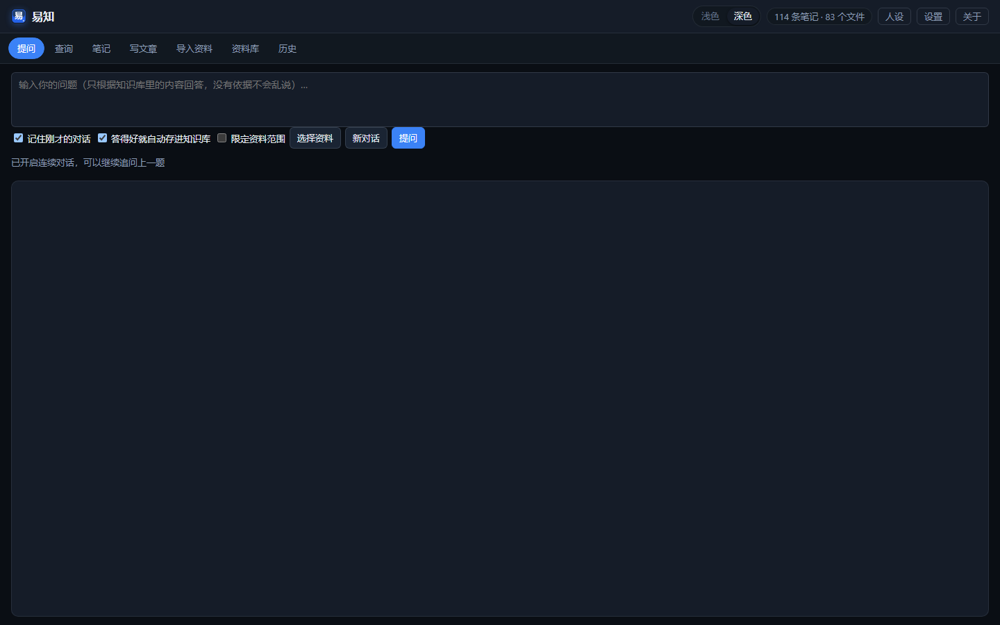 易 易知 浅色 深色 114 条笔记 · 83 个文件 人设 设置 关于
提问 查询 笔记 写文章 导入资料 资料库 历史
输入你的问题（只根据知识库里的内容回答，没有依据不会乱说）...
记住刚才的对话 答得好就自动存进知识库 限定资料范围 选择资料 新对话 提问
已开启连续对话，可以继续追问上一题